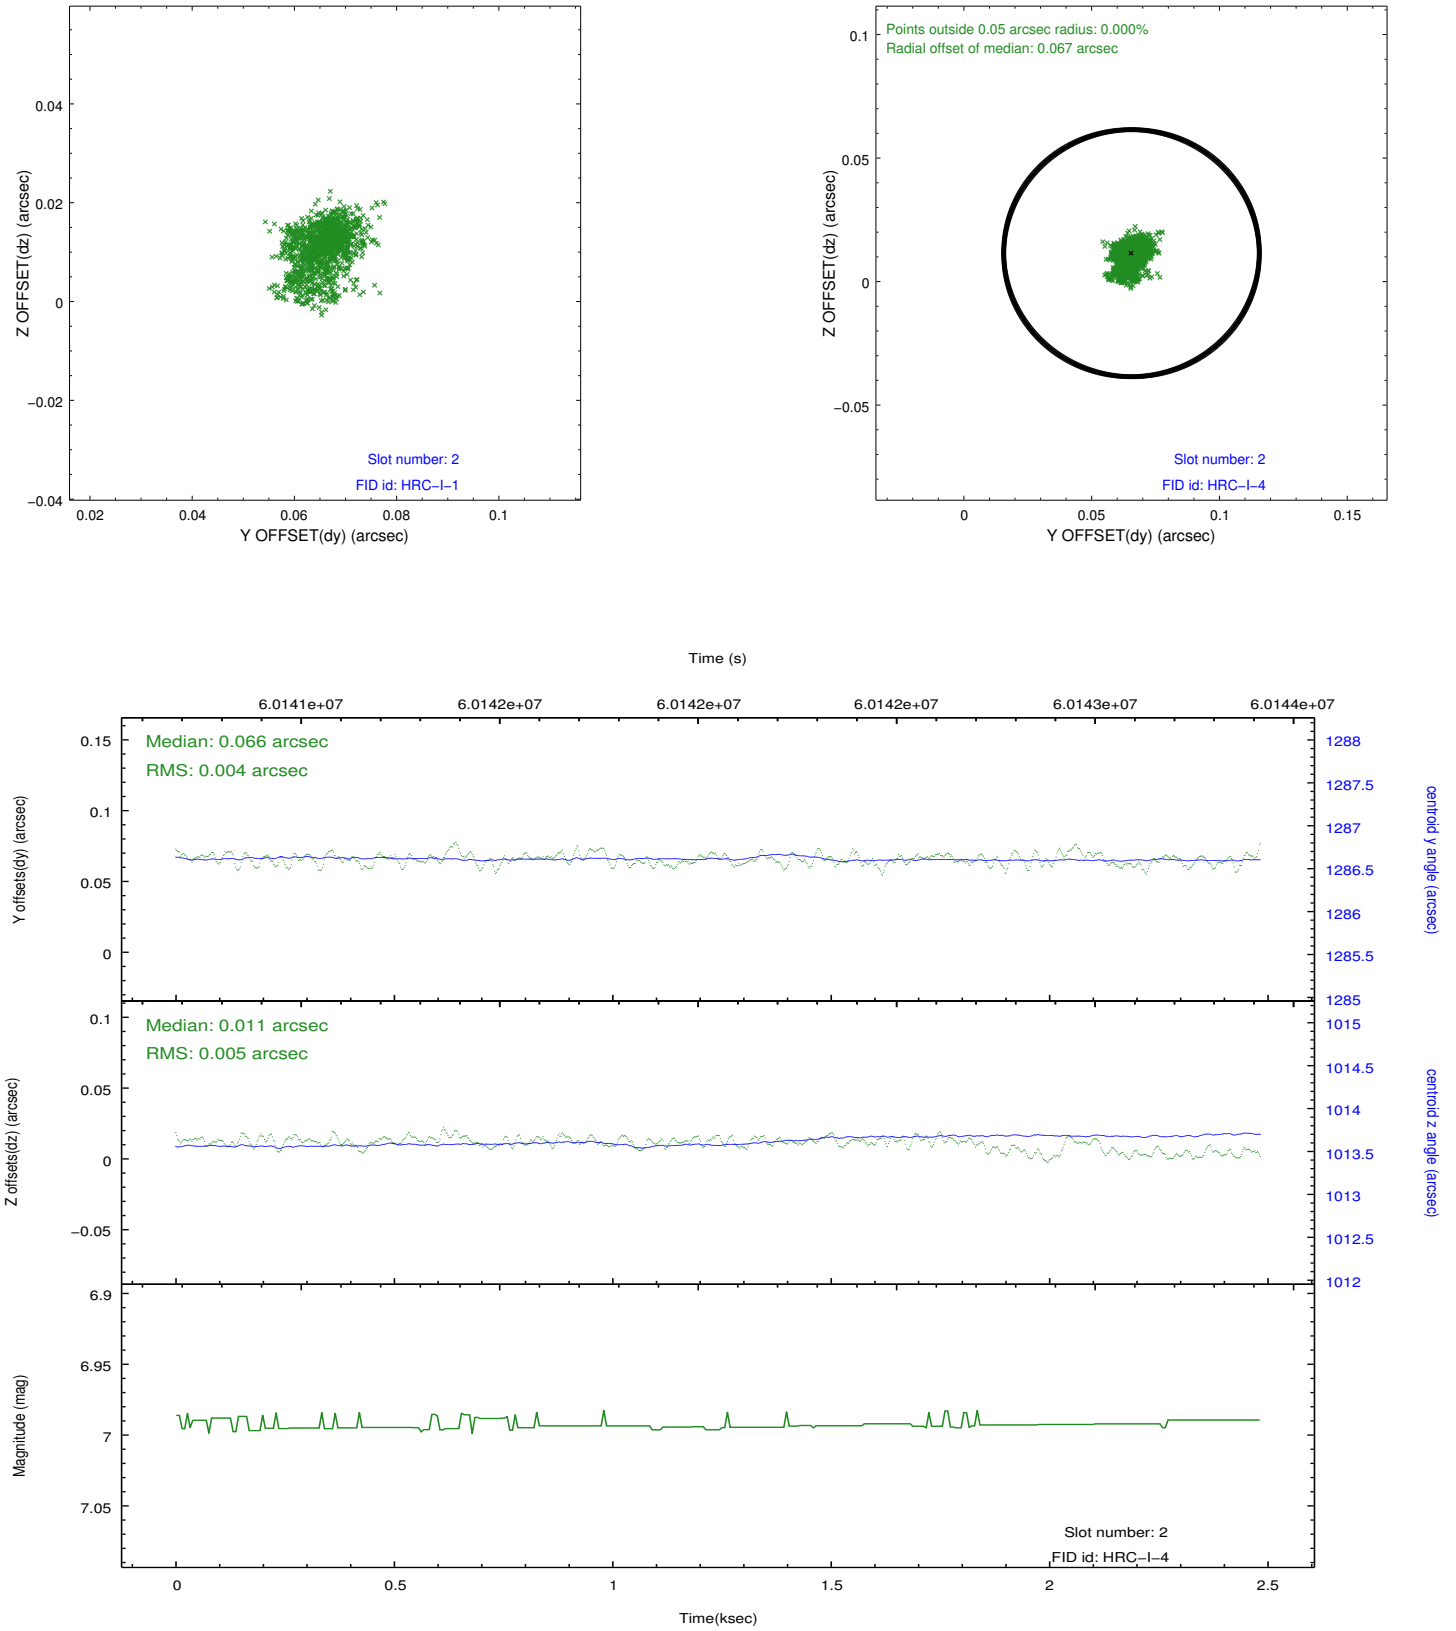 0.04
0.02
0
−0.02
−0.04
Z OFFSET(dz) (arcsec)
Slot number: 2
FID id: HRC−I−1
0.02 0.04 0.06 0.08 0.1
Y OFFSET(dy) (arcsec)
Points outside 0.05 arcsec radius: 0.000%
Radial offset of median: 0.067 arcsec
0.1
0.05
0
−0.05
Z OFFSET(dz) (arcsec)
Slot number: 2
FID id: HRC−I−4
0 0.05 0.1 0.15
Y OFFSET(dy) (arcsec)
Time (s)
6.0141e+07 6.0142e+07 6.0142e+07 6.0142e+07 6.0143e+07 6.0144e+07
Median: 0.066 arcsec
RMS: 0.004 arcsec
0.15
0.1
0.05
0
Y offsets(dy) (arcsec)
1288
1287.5
1287
1286.5
1286
1285.5
1285
centroid y angle (arcsec)
Median: 0.011 arcsec
RMS: 0.005 arcsec
0.1
0.05
0
−0.05
Z offsets(dz) (arcsec)
1015
1014.5
1014
1013.5
1013
1012.5
1012
centroid z angle (arcsec)
6.9
6.95
7
7.05
Magnitude (mag)
Slot number: 2
FID id: HRC−I−4
0 0.5 1 1.5 2 2.5
Time(ksec)